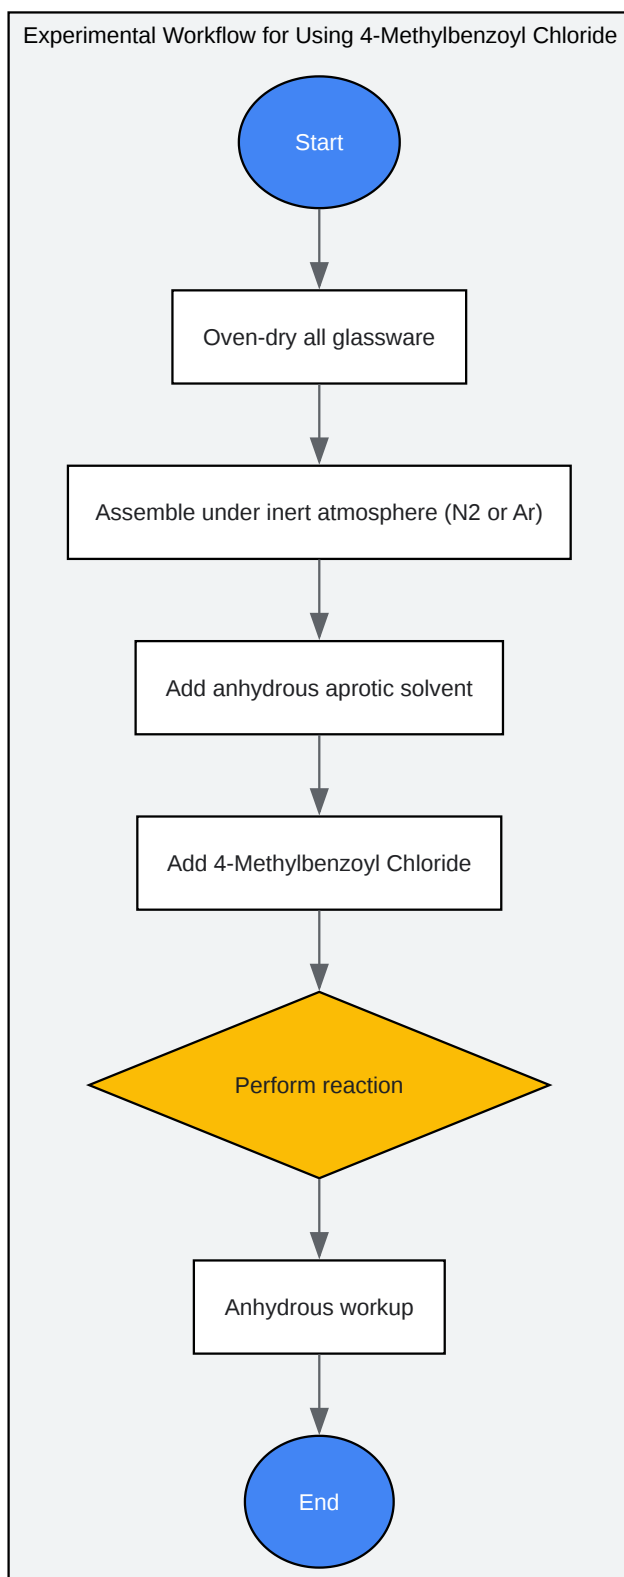 Experimental Workflow for Using 4-Methylbenzoyl Chloride
Start
Oven-dry all glassware
Assemble under inert atmosphere (N2 or Ar)
Add anhydrous aprotic solvent
Add 4-Methylbenzoyl Chloride
Perform reaction
Anhydrous workup
End